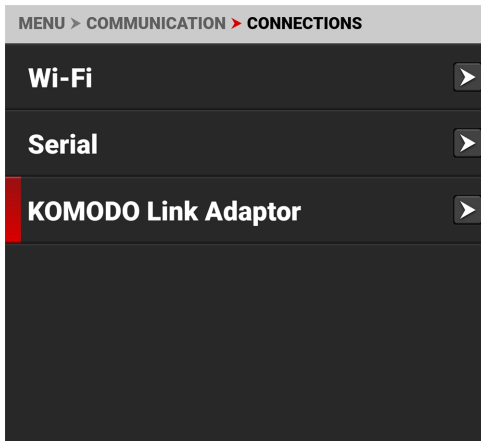 MENU > COMMUNICATION > CONNECTIONS
Wi-Fi
Serial
KOMODO Link Adaptor